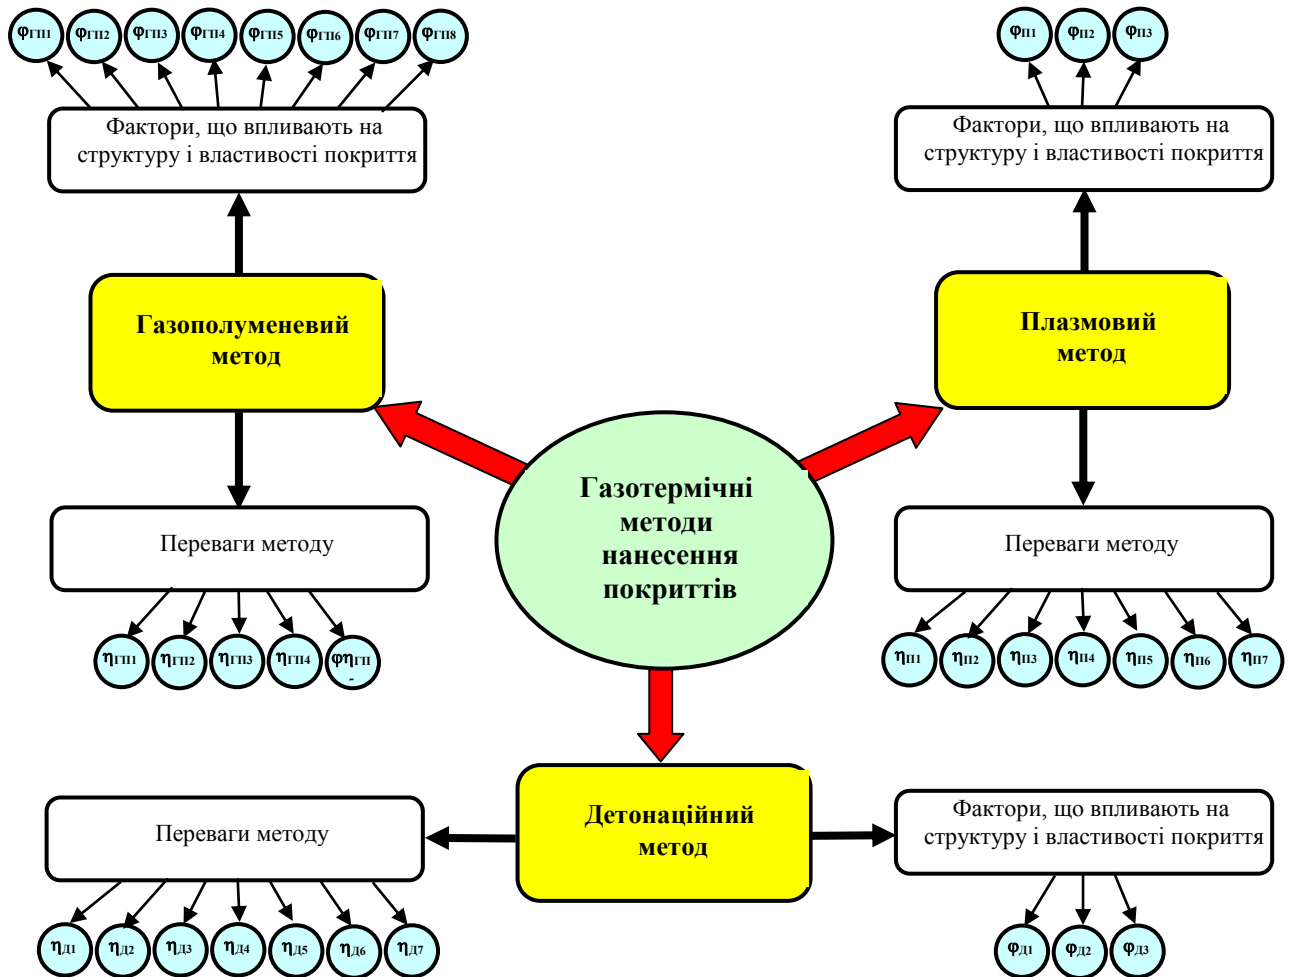 φГП1 φГП2 φГП3 φГП4 φГП5 φГП6 φГП7 φГП8
Фактори, що впливають на
структуру і властивості покриття
φП1 φП2 φП3
Фактори, що впливають на
структуру і властивості покриття
Газополуменевий
метод
Плазмовий
метод
Газотермічні
методи
нанесення
покриттів
Переваги методу
ηГП1 ηГП2 ηГП3 ηГП4 φηГП
Переваги методу
ηП1 ηП2 ηП3 ηП4 ηП5 ηП6 ηП7
Детонаційний
метод
Переваги методу
ηД1 ηД2 ηД3 ηД4 ηД5 ηД6 ηД7
Фактори, що впливають на
структуру і властивості покриття
φД1 φД2 φД3